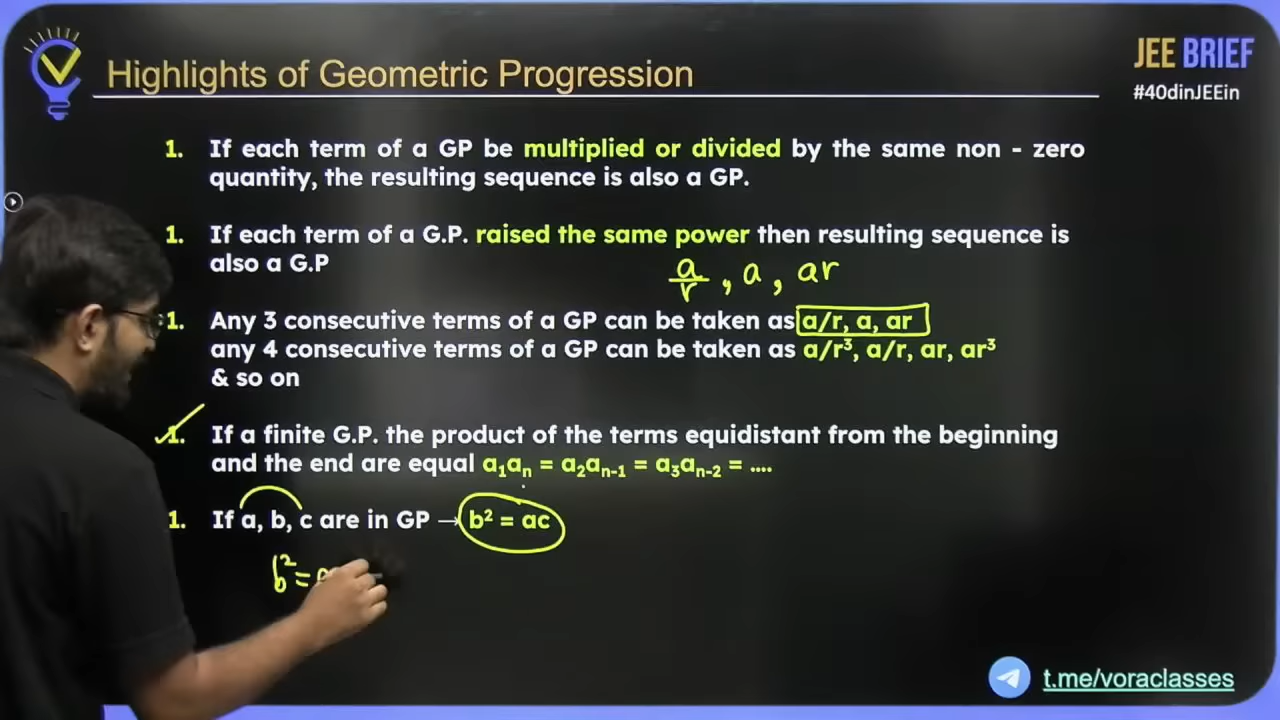 Highlights of Geometric Progression
JEE BRIEF
#40dinJEEin
1. If each term of a GP be multiplied or divided by the same non - zero
quantity, the resulting sequence is also a GP.
1. If each term of a G.P. raised the same power then resulting sequence is
also a G.P
a/r , a , ar
1. Any 3 consecutive terms of a GP can be taken as a/r, a, ar
any 4 consecutive terms of a GP can be taken as a/r³, a/r, ar, ar³
& so on
1. If a finite G.P. the product of the terms equidistant from the beginning
and the end are equal a₁aₙ = a₂aₙ₋₁ = a₃aₙ₋₂ = ....
1. If a, b, c are in GP → b² = ac
b² =
t.me/voraclasses